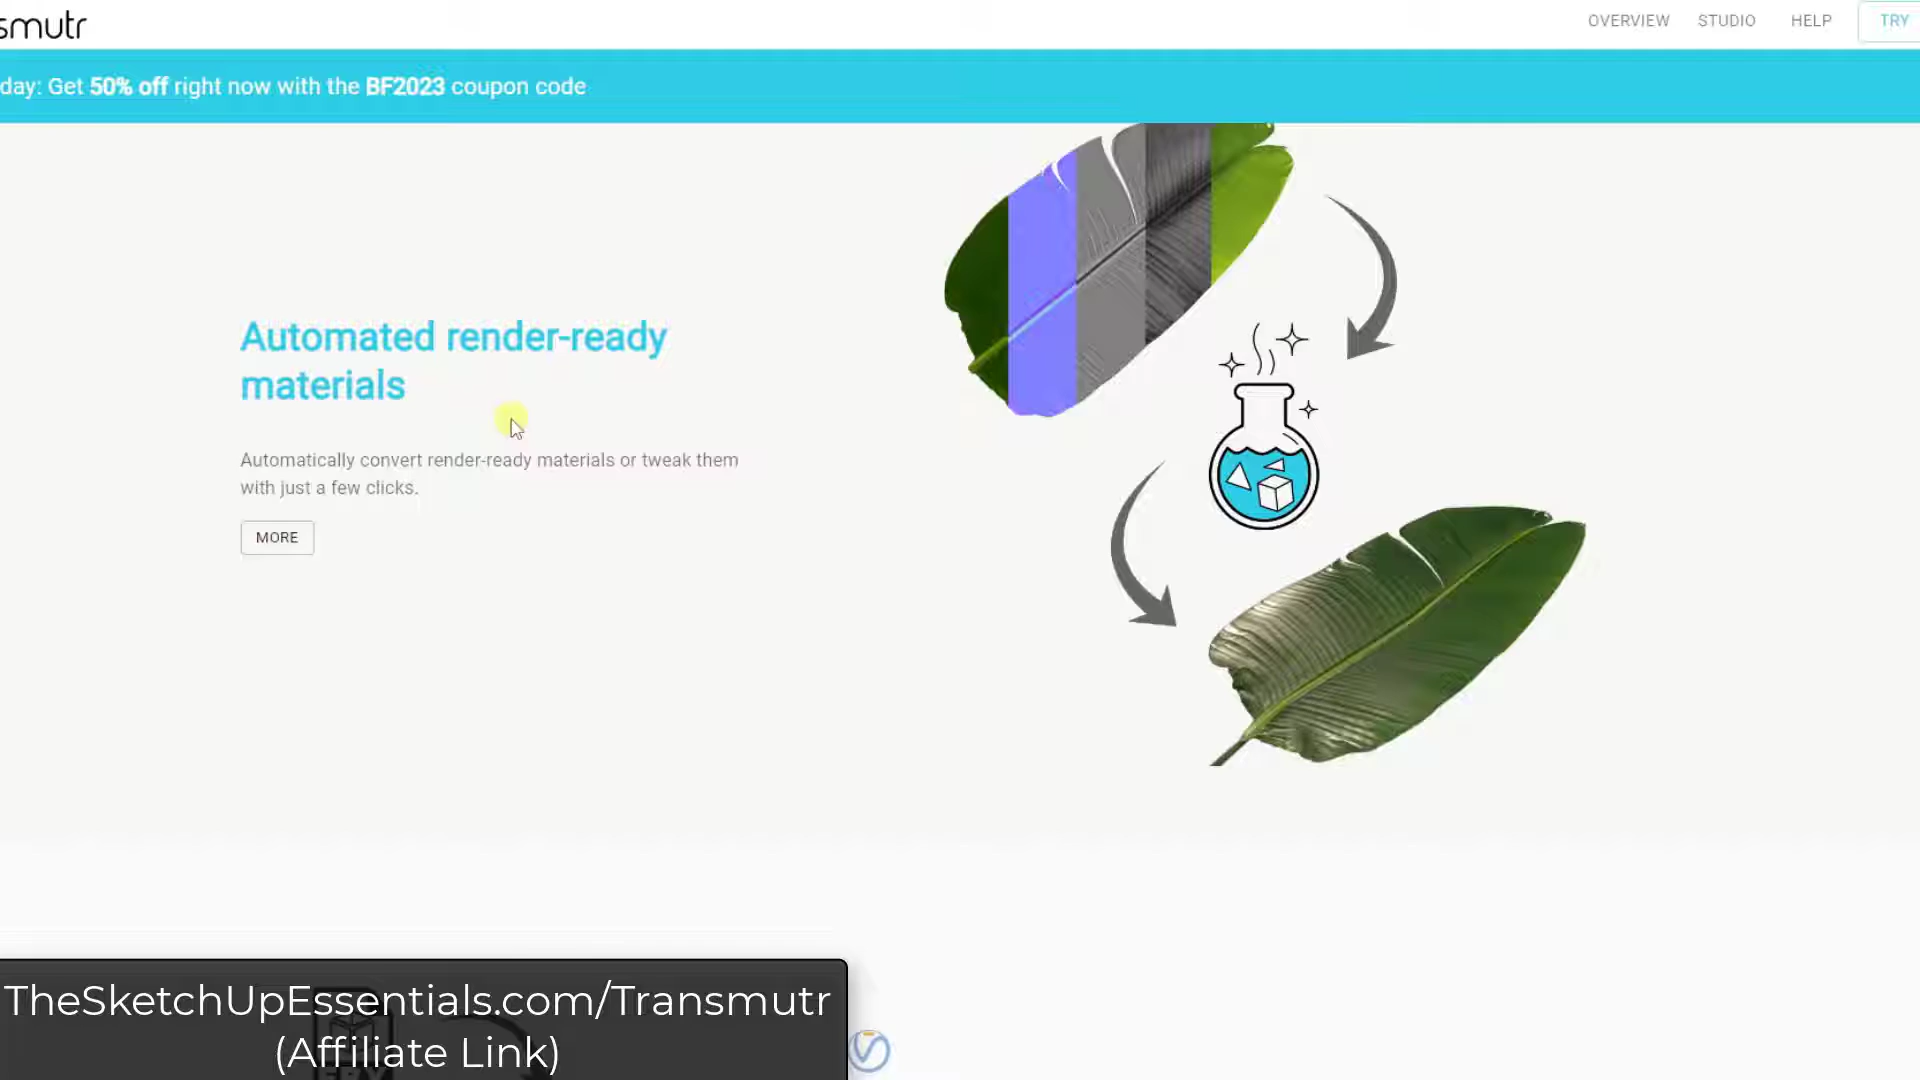 smutr
OVERVIEW STUDIO HELP TRY
day: Get 50% off right now with the BF2023 coupon code
Automated render-ready
materials
Automatically convert render-ready materials or tweak them
with just a few clicks.
MORE
TheSketchUpEssentials.com/Transmutr
(Affiliate Link)